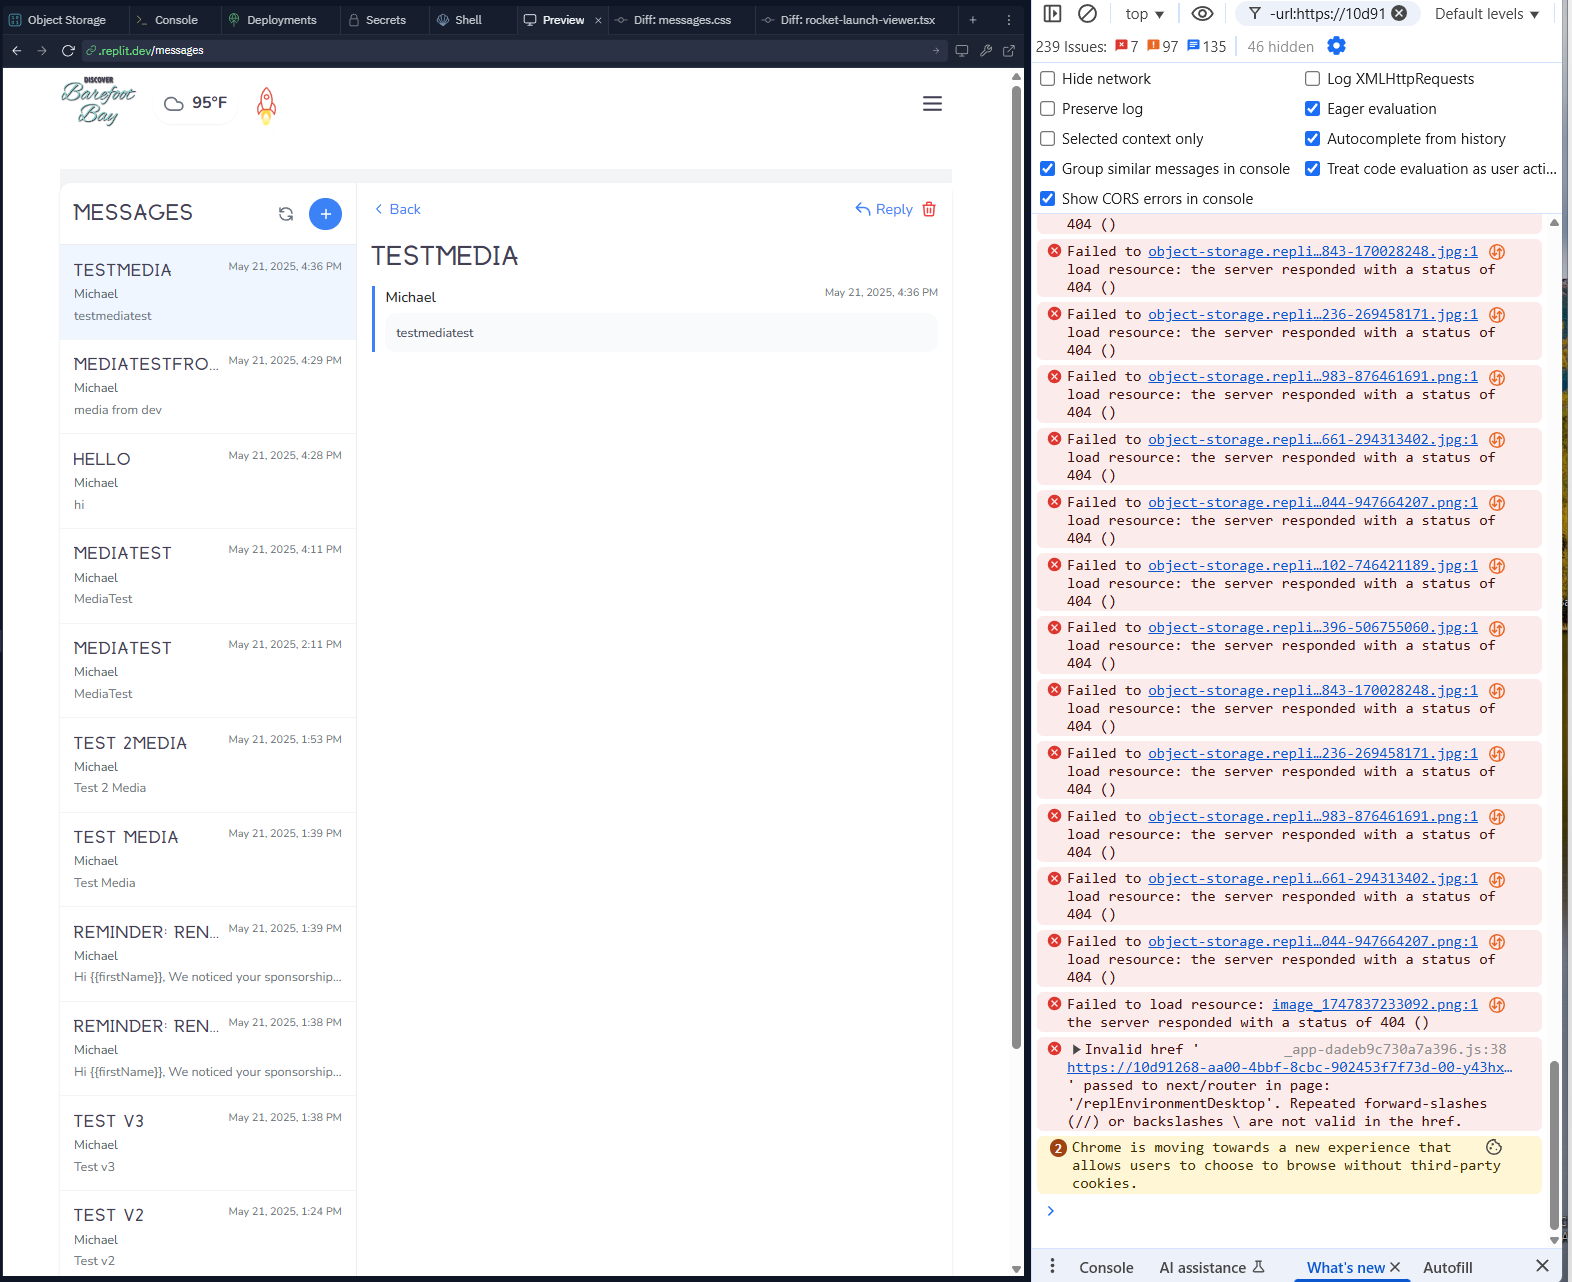 Object Storage
Console
Deployments
Secrets
Shell
Preview
Diff: messages.css
Diff: rocket-launch-viewer.tsx
.replit.dev/messages
DISCOVER
Barefoot
Bay
95°F
MESSAGES
TESTMEDIA
May 21, 2025, 4:36 PM
Michael
testmediatest
MEDIATESTFRO...
May 21, 2025, 4:29 PM
Michael
media from dev
HELLO
May 21, 2025, 4:28 PM
Michael
hi
MEDIATEST
May 21, 2025, 4:11 PM
Michael
MediaTest
MEDIATEST
May 21, 2025, 2:11 PM
Michael
MediaTest
TEST 2MEDIA
May 21, 2025, 1:53 PM
Michael
Test 2 Media
TEST MEDIA
May 21, 2025, 1:39 PM
Michael
Test Media
REMINDER: REN...
May 21, 2025, 1:39 PM
Michael
Hi {{firstName}}, We noticed your sponsorship...
REMINDER: REN...
May 21, 2025, 1:38 PM
Michael
Hi {{firstName}}, We noticed your sponsorship...
TEST V3
May 21, 2025, 1:38 PM
Michael
Test v3
TEST V2
May 21, 2025, 1:24 PM
Michael
Test v2
Back
Reply
TESTMEDIA
Michael
May 21, 2025, 4:36 PM
testmediatest
top
-url:https://10d91
Default levels
239 Issues: 7 97 135
46 hidden
Hide network
Log XMLHttpRequests
Preserve log
Eager evaluation
Selected context only
Autocomplete from history
Group similar messages in console
Treat code evaluation as user acti...
Show CORS errors in console
404 ()
Failed to object-storage.repli…843-170028248.jpg:1
load resource: the server responded with a status of
404 ()
Failed to object-storage.repli…236-269458171.jpg:1
load resource: the server responded with a status of
404 ()
Failed to object-storage.repli…983-876461691.png:1
load resource: the server responded with a status of
404 ()
Failed to object-storage.repli…661-294313402.jpg:1
load resource: the server responded with a status of
404 ()
Failed to object-storage.repli…044-947664207.png:1
load resource: the server responded with a status of
404 ()
Failed to object-storage.repli…102-746421189.jpg:1
load resource: the server responded with a status of
404 ()
Failed to object-storage.repli…396-506755060.jpg:1
load resource: the server responded with a status of
404 ()
Failed to object-storage.repli…843-170028248.jpg:1
load resource: the server responded with a status of
404 ()
Failed to object-storage.repli…236-269458171.jpg:1
load resource: the server responded with a status of
404 ()
Failed to object-storage.repli…983-876461691.png:1
load resource: the server responded with a status of
404 ()
Failed to object-storage.repli…661-294313402.jpg:1
load resource: the server responded with a status of
404 ()
Failed to object-storage.repli…044-947664207.png:1
load resource: the server responded with a status of
404 ()
Failed to load resource: image_1747837233092.png:1
the server responded with a status of 404 ()
Invalid href ' _app-dadeb9c730a7a396.js:38
https://10d91268-aa00-4bbf-8cbc-902453f7f73d-00-y43hx…
' passed to next/router in page:
'/replEnvironmentDesktop'. Repeated forward-slashes
(//) or backslashes \ are not valid in the href.
2 Chrome is moving towards a new experience that
allows users to choose to browse without third-party
cookies.
Console
AI assistance
What's new
Autofill